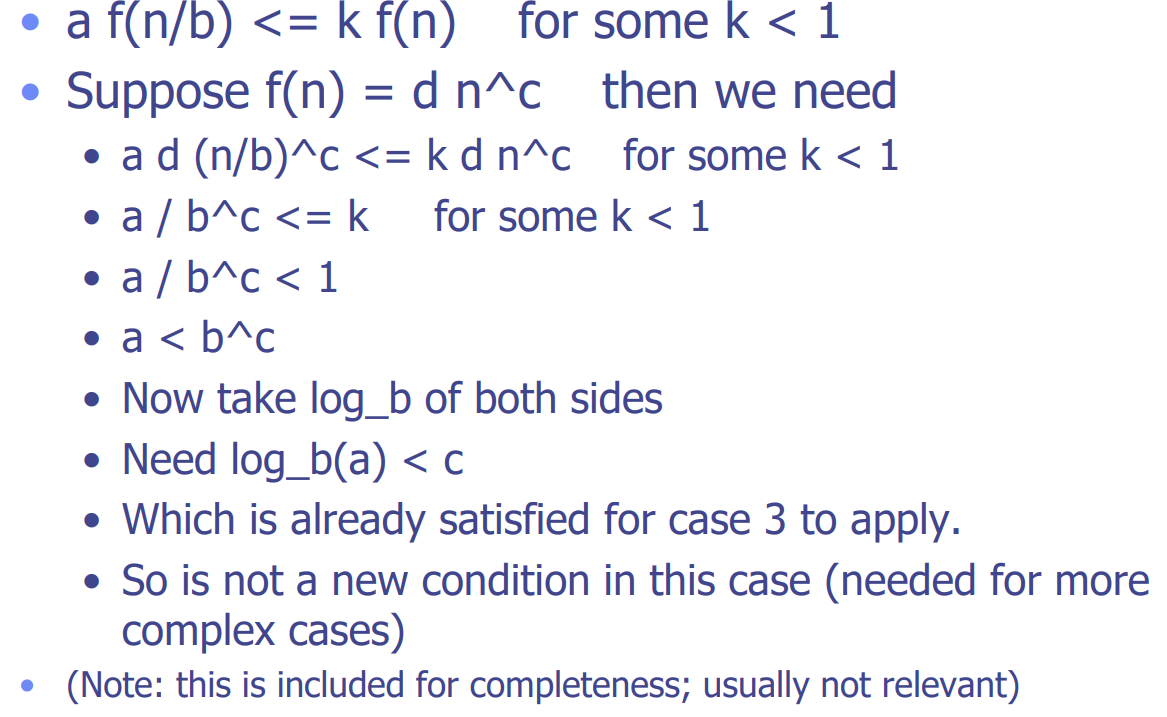 • a f(n/b) <= k f(n) for some k < 1
• Suppose f(n) = d n^c then we need
• a d (n/b)^c <= k d n^c for some k < 1
• a / b^c <= k for some k < 1
• a / b^c < 1
• a < b^c
• Now take log_b of both sides
• Need log_b(a) < c
• Which is already satisfied for case 3 to apply.
• So is not a new condition in this case (needed for more
complex cases)
• (Note: this is included for completeness; usually not relevant)